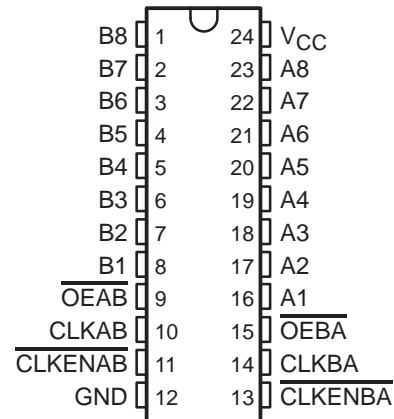 B8 1 24 VCC
B7 2 23 A8
B6 3 22 A7
B5 4 21 A6
B4 5 20 A5
B3 6 19 A4
B2 7 18 A3
B1 8 17 A2
OEAB 9 16 A1
CLKAB 10 15 OEBA
CLKENAB 11 14 CLKBA
GND 12 13 CLKENBA